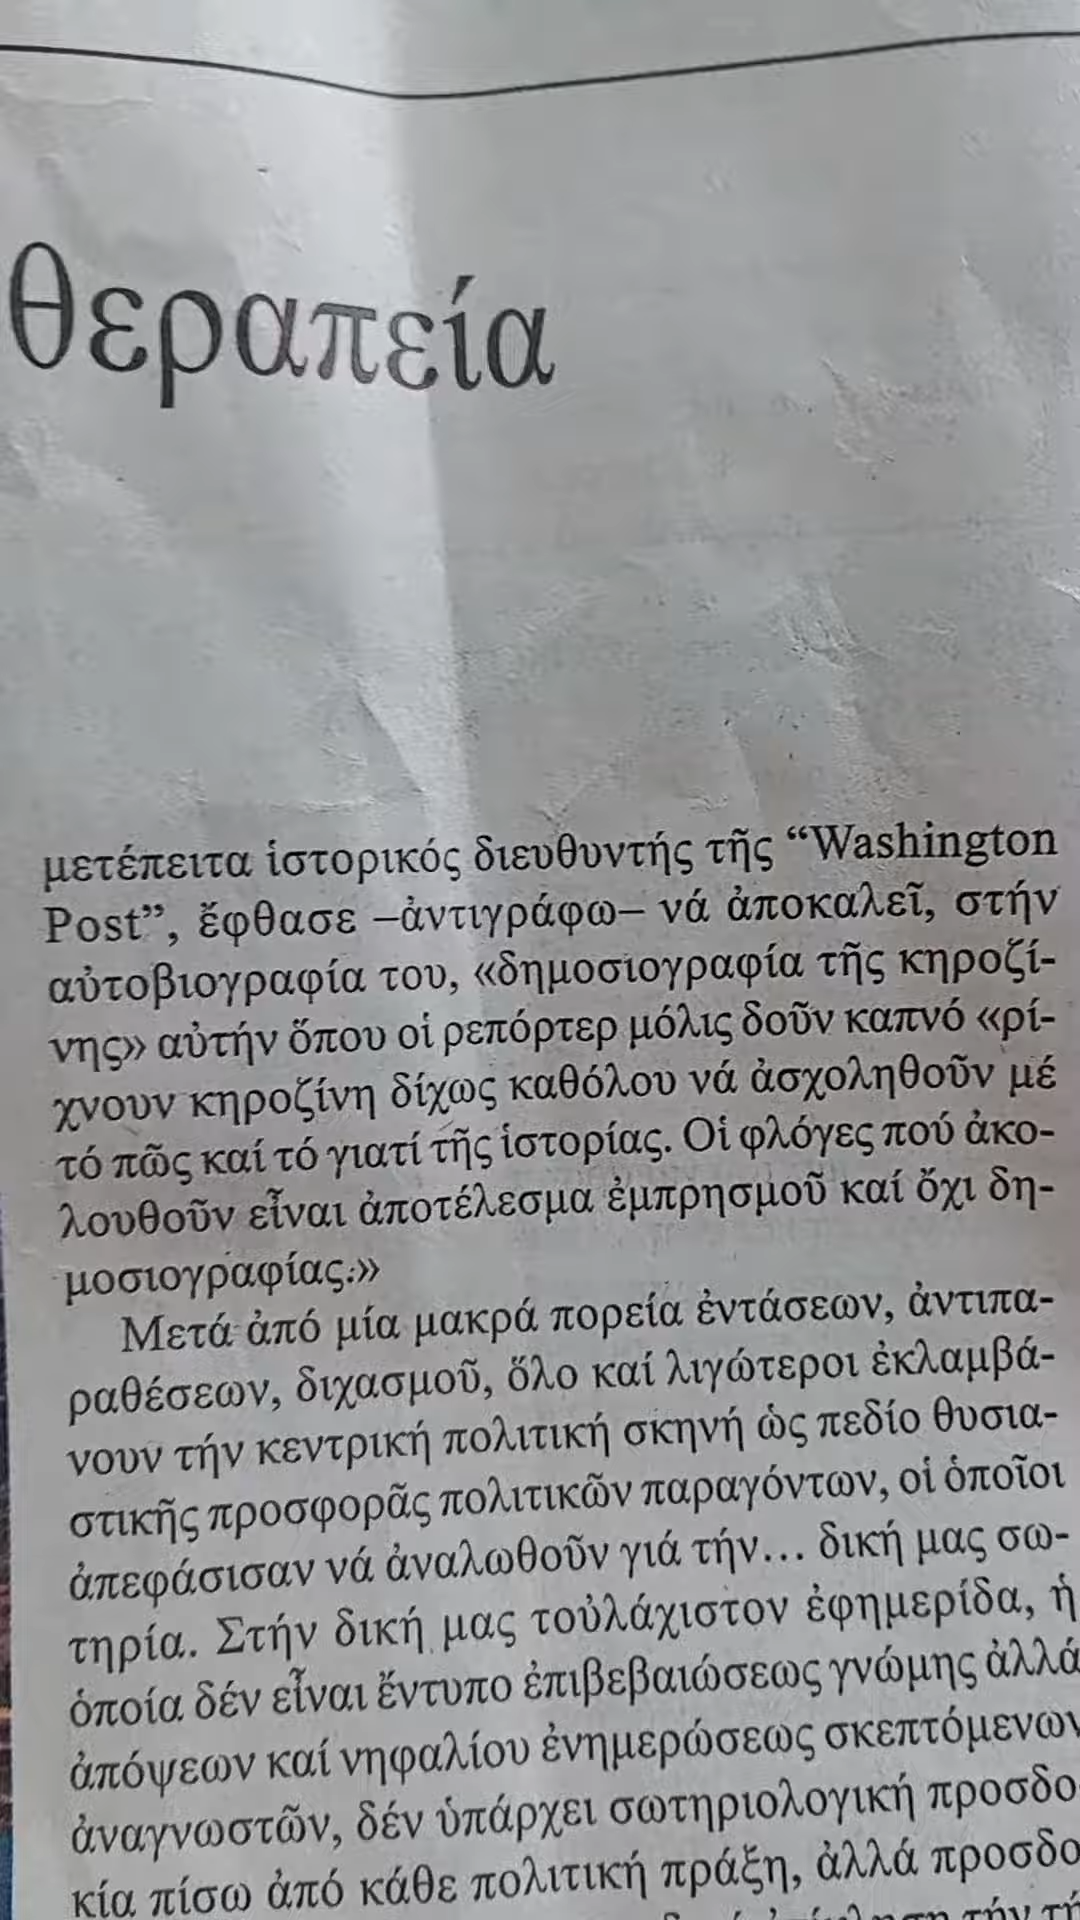 θεραπεία
μετέπειτα ἱστορικός διευθυντής τῆς “Washington
Post”, ἔφθασε –ἀντιγράφω– νά ἀποκαλεῖ, στήν
αὐτοβιογραφία του, «δημοσιογραφία τῆς κηροζί-
νης» αὐτήν ὅπου οἱ ρεπόρτερ μόλις δοῦν καπνό «ρί-
χνουν κηροζίνη δίχως καθόλου νά ἀσχοληθοῦν μέ
τό πῶς καί τό γιατί τῆς ἱστορίας. Οἱ φλόγες πού ἀκο-
λουθοῦν εἶναι ἀποτέλεσμα ἐμπρησμοῦ καί ὄχι δη-
μοσιογραφίας.»
Μετά ἀπό μία μακρά πορεία ἐντάσεων, ἀντιπα-
ραθέσεων, διχασμοῦ, ὅλο καί λιγώτεροι ἐκλαμβά-
νουν τήν κεντρική πολιτική σκηνή ὡς πεδίο θυσια-
στικῆς προσφορᾶς πολιτικῶν παραγόντων, οἱ ὁποῖοι
ἀπεφάσισαν νά ἀναλωθοῦν γιά τήν... δική μας σω-
τηρία. Στήν δική μας τοὐλάχιστον ἐφημερίδα, ἡ
ὁποία δέν εἶναι ἔντυπο ἐπιβεβαιώσεως γνώμης ἀλλά
ἀπόψεων καί νηφαλίου ἐνημερώσεως σκεπτόμενων
ἀναγνωστῶν, δέν ὑπάρχει σωτηριολογική προσδο
κία πίσω ἀπό κάθε πολιτική πράξη, ἀλλά προσδο
τήν